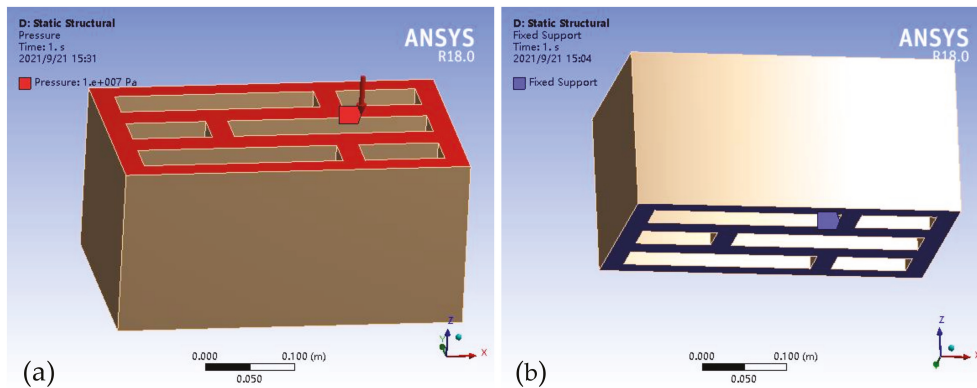 D: Static Structural
Pressure
Time: 1. s
2021/9/21 15:31
Pressure: 1.e+007 Pa
ANSYS
R18.0
Z
Y
X
0.000
0.100 (m)
0.050
(a)
D: Static Structural
Fixed Support
Time: 1. s
2021/9/21 15:04
Fixed Support
ANSYS
R18.0
Z
Y
X
0.000
0.100 (m)
0.050
(b)